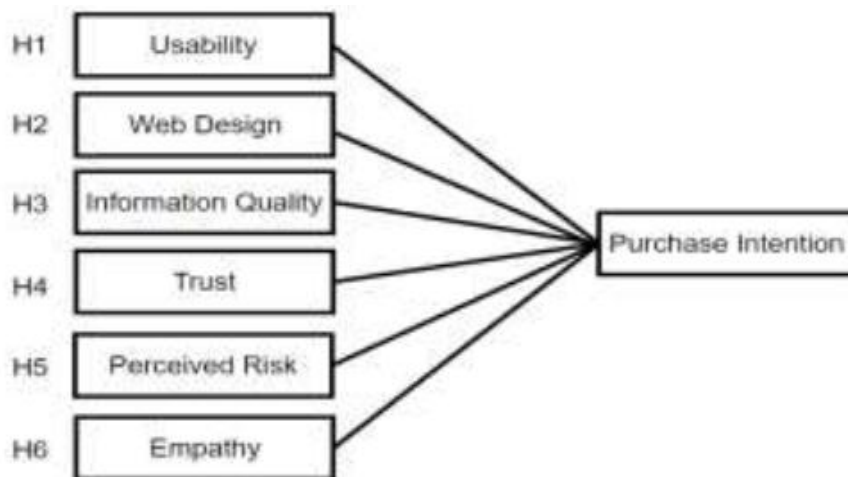 H1 Usability
H2 Web Design
H3 Information Quality
H4 Trust
H5 Perceived Risk
H6 Empathy
Purchase Intention